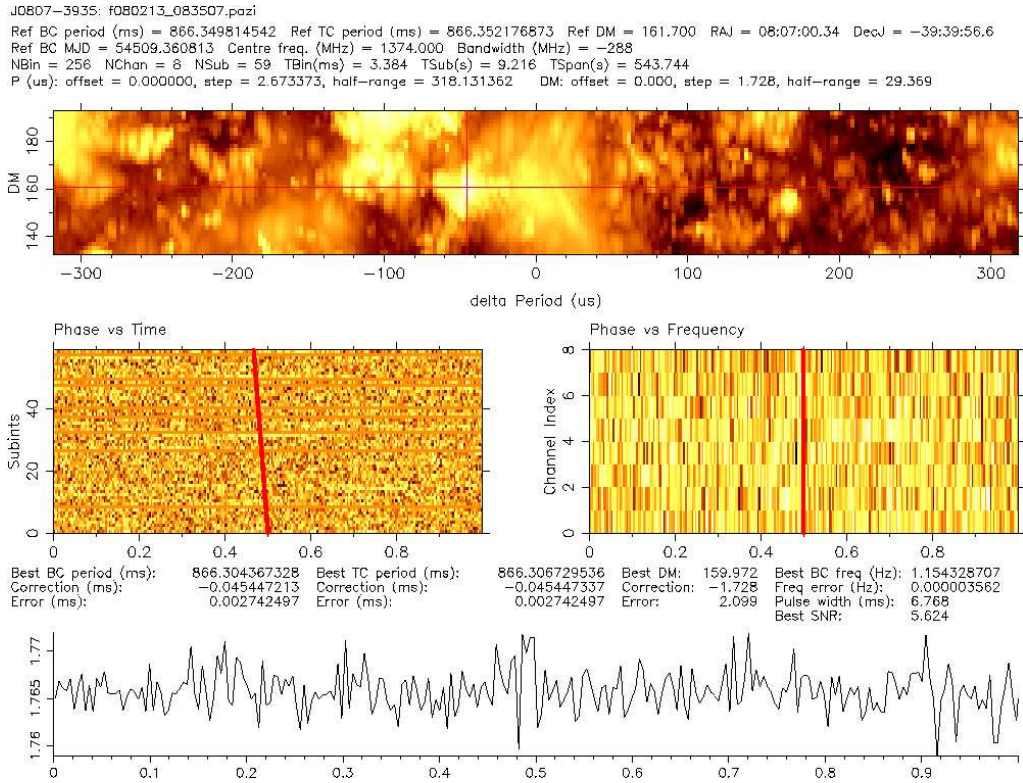 J0807-3935: f080213_083507.pazi
Ref BC period (ms) = 866.349814542 Ref TC period (ms) = 866.352176873 Ref DM = 161.700 RAJ = 08:07:00.34 DecJ = -39:39:56.6
Ref BC MJD = 54509.360813 Centre freq. (MHz) = 1374.000 Bandwidth (MHz) = -288
NBin = 256 NChan = 8 NSub = 59 TBin(ms) = 3.384 TSub(s) = 9.216 TSpan(s) = 543.744
P (us): offset = 0.000000, step = 2.673373, half-range = 318.131362 DM: offset = 0.000, step = 1.728, half-range = 29.369
DM
180
160
140
-300 -200 -100 0 100 200 300
delta Period (us)
Phase vs Time
Subints
40
20
0
0 0.2 0.4 0.6 0.8
Phase vs Frequency
Channel Index
8
6
4
2
0
0 0.2 0.4 0.6 0.8
Best BC period (ms): 866.304367328 Best TC period (ms): 866.306729536 Best DM: 159.972 Best BC freq (Hz): 1.154328707
Correction (ms): -0.045447213 Correction (ms): -0.045447337 Correction: -1.728 Freq error (Hz): 0.000003562
Error (ms): 0.002742497 Error (ms): 0.002742497 Error: 2.099 Pulse width (ms): 6.768
Best SNR: 5.624
1.77
1.765
1.76
0 0.1 0.2 0.3 0.4 0.5 0.6 0.7 0.8 0.9